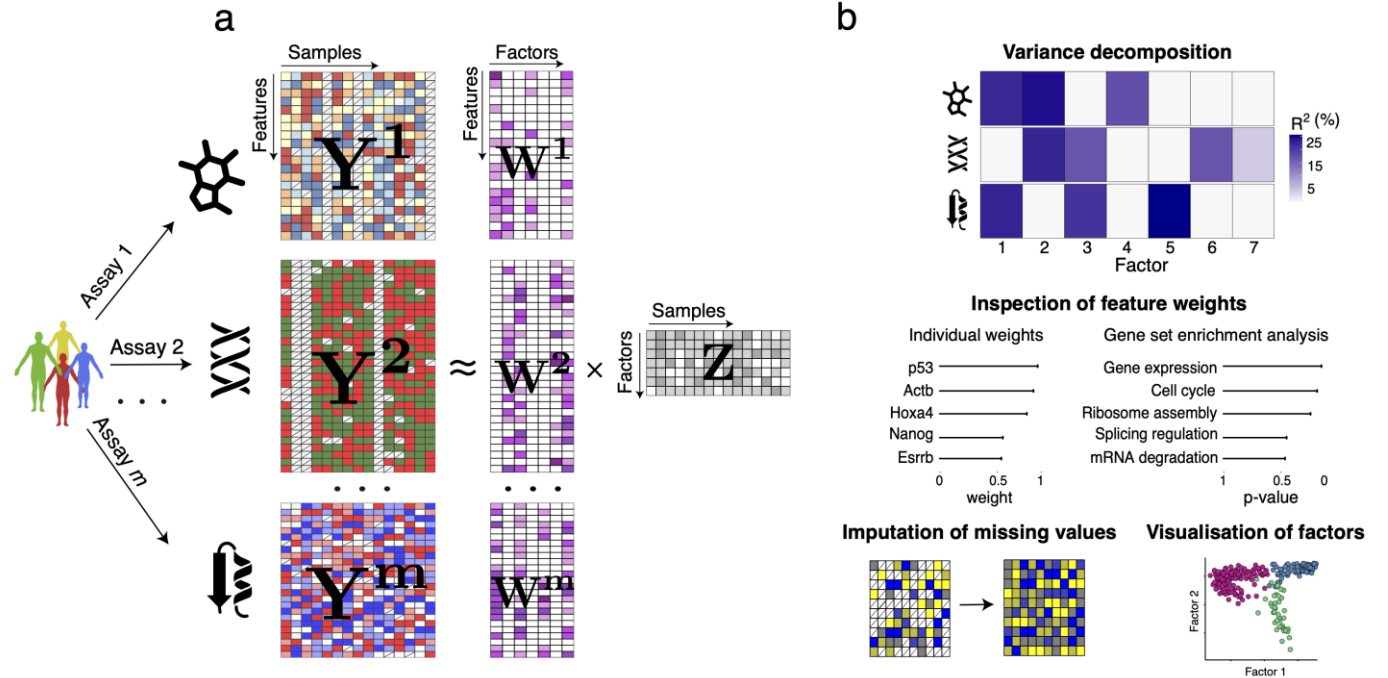 a
Samples
Factors
Features
Features
Y¹
W¹
Assay 1
Assay 2
. . .
Assay m
Y²
≈
W²
×
Samples
Factors
Z
. . .
. . .
Yᵐ
Wᵐ
b
Variance decomposition
R² (%)
25
15
5
1 2 3 4 5 6 7
Factor
Inspection of feature weights
Individual weights
p53
Actb
Hoxa4
Nanog
Esrrb
0 0.5 1
weight
Gene set enrichment analysis
Gene expression
Cell cycle
Ribosome assembly
Splicing regulation
mRNA degradation
1 0.5 0
p-value
Imputation of missing values
Visualisation of factors
Factor 2
Factor 1